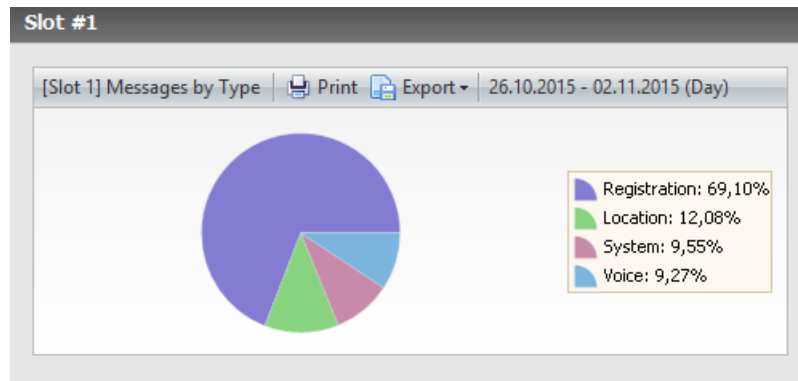 Slot #1
[Slot 1] Messages by Type Print Export 26.10.2015 - 02.11.2015 (Day)
Registration: 69,10%
Location: 12,08%
System: 9,55%
Voice: 9,27%